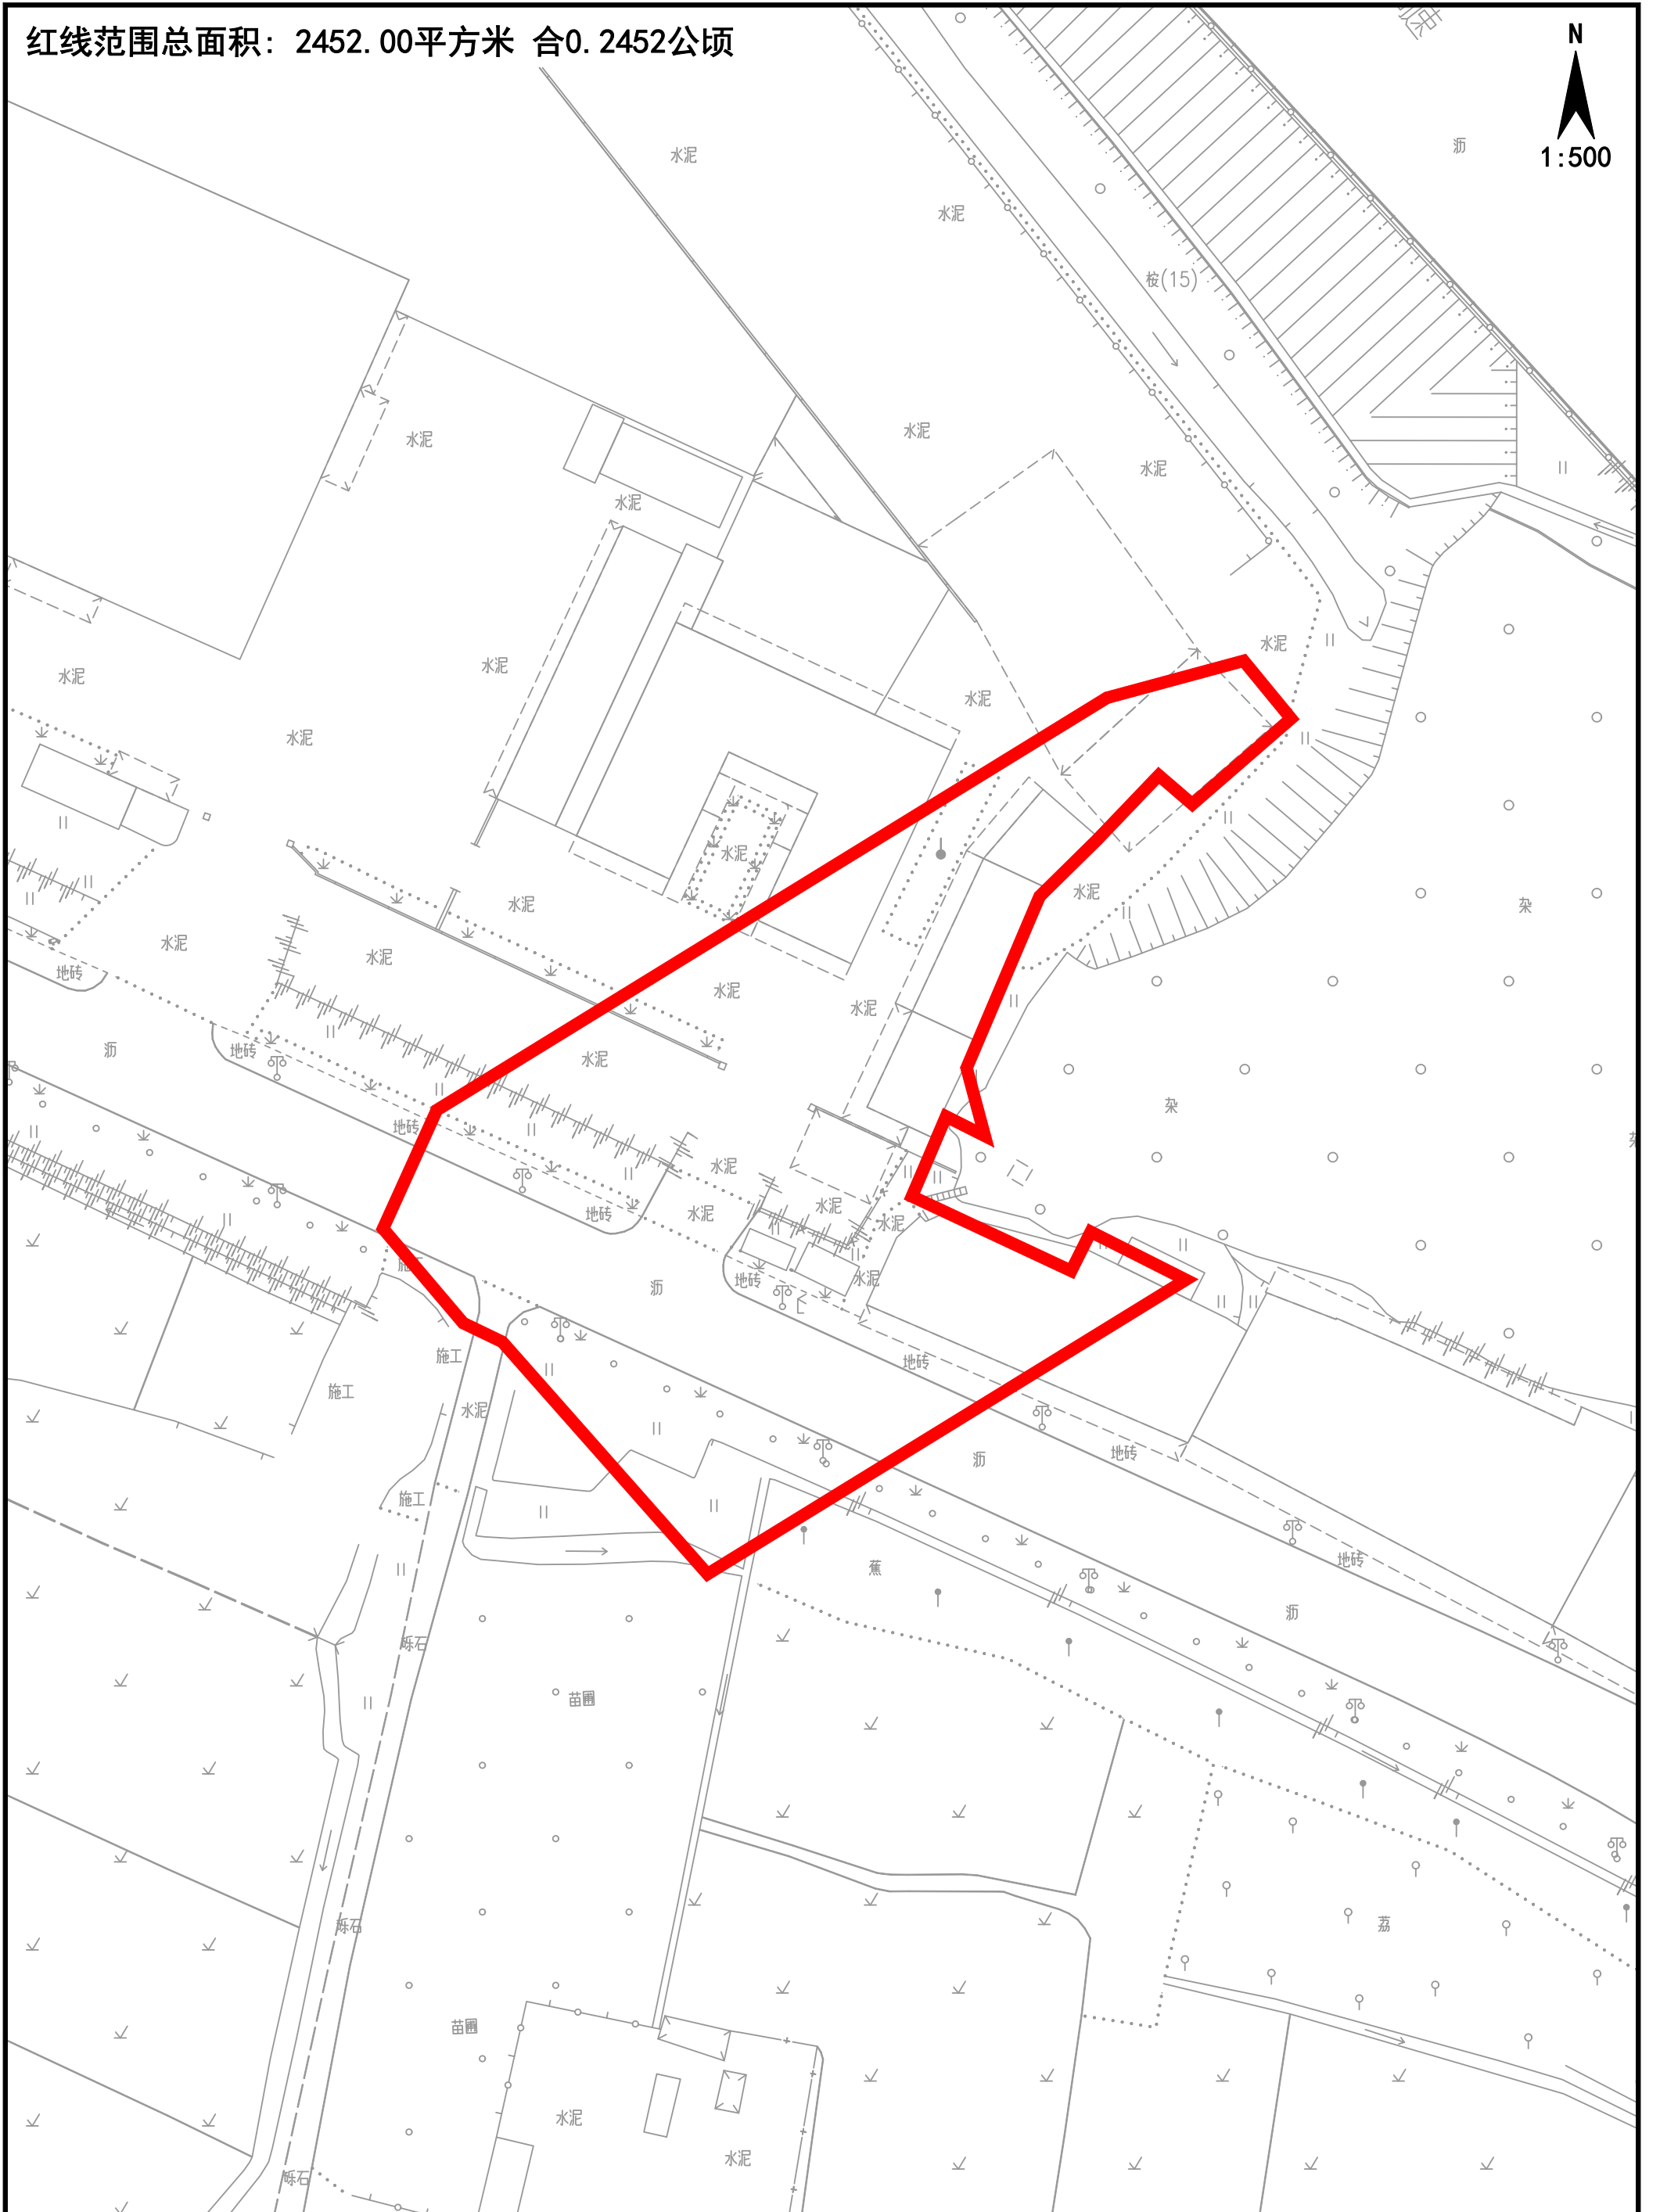 红线范围总面积: 2452.00平方米 合0.2452公顷
N
1:500
沥
水泥
水泥
桉(15)
水泥
水泥
水泥
水泥
水泥
水泥
水泥
水泥
水泥
水泥
水泥
水泥
杂
水泥
水泥
地砖
水泥
水泥
水泥
沥
地砖
水泥
杂
地砖
水泥
水泥
地砖
水泥
水泥
施工
水泥
地砖
沥
施工
地砖
施工
水泥
地砖
沥
施工
地砖
蕉
沥
砾石
苗圃
砾石
荔
苗圃
水泥
水泥
砾石